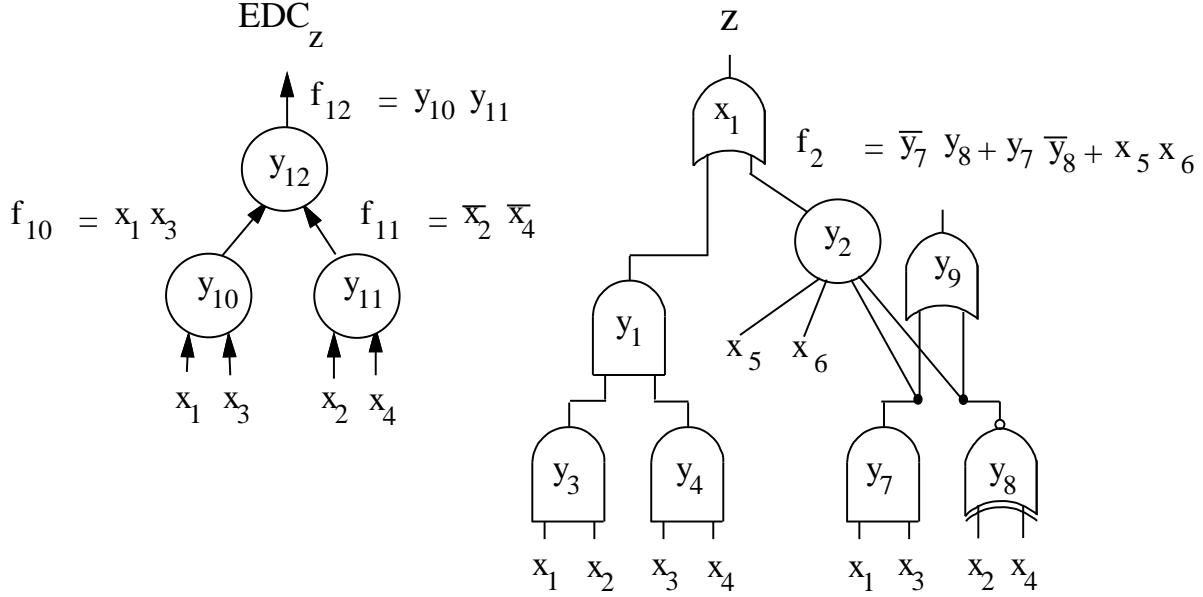 EDC_z
f_12 = y_10 y_11
y_12
f_10 = x_1 x_3
f_11 = x̅_2 x̅_4
y_10
y_11
x_1 x_3 x_2 x_4
z
x_1
f_2 = y̅_7 y_8 + y_7 y̅_8 + x_5 x_6
y_2
y_9
y_1
x_5 x_6
y_3 y_4 y_7 y_8
x_1 x_2 x_3 x_4 x_1 x_3 x_2 x_4